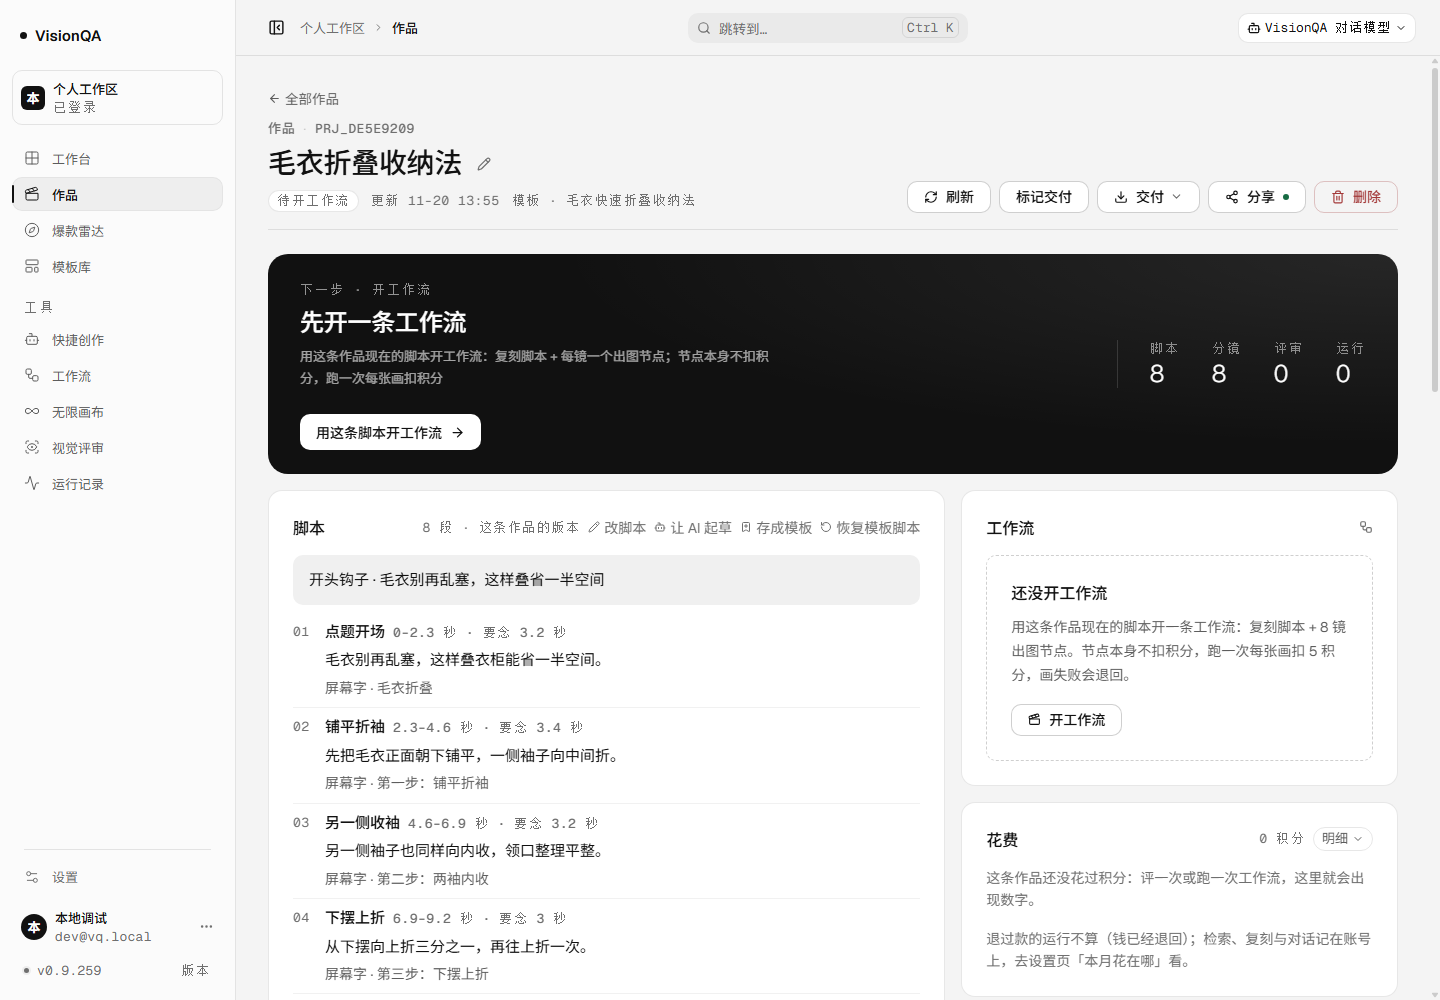 VisionQA
本
个人工作区
已登录
工作台
作品
爆款雷达
模板库
工具
快捷创作
工作流
无限画布
视觉评审
运行记录
设置
本
本地调试
dev@vq.local
v0.9.259
版本
个人工作区
作品
跳转到...
Ctrl K
VisionQA 对话模型
全部作品
作品 · PRJ_DE5E9209
毛衣折叠收纳法
待开工作流
更新 11-20 13:55
模板 · 毛衣快速折叠收纳法
刷新
标记交付
交付
分享
删除
下一步 · 开工作流
先开一条工作流
用这条作品现在的脚本开工作流：复刻脚本 + 每镜一个出图节点；节点本身不扣积
分，跑一次每张画扣积分
用这条脚本开工作流
脚本
8
分镜
8
评审
0
运行
0
脚本
8 段 · 这条作品的版本
改脚本
让 AI 起草
存成模板
恢复模板脚本
开头钩子 · 毛衣别再乱塞，这样叠省一半空间
01 点题开场 0-2.3 秒 · 要念 3.2 秒
毛衣别再乱塞，这样叠衣柜能省一半空间。
屏幕字 · 毛衣折叠
02 铺平折袖 2.3-4.6 秒 · 要念 3.4 秒
先把毛衣正面朝下铺平，一侧袖子向中间折。
屏幕字 · 第一步：铺平折袖
03 另一侧收袖 4.6-6.9 秒 · 要念 3.2 秒
另一侧袖子也同样向内收，领口整理平整。
屏幕字 · 第二步：两袖内收
04 下摆上折 6.9-9.2 秒 · 要念 3 秒
从下摆向上折三分之一，再往上折一次。
屏幕字 · 第三步：下摆上折
工作流
还没开工作流
用这条作品现在的脚本开一条工作流：复刻脚本 + 8 镜
出图节点。节点本身不扣积分，跑一次每张画扣 5 积
分，画失败会退回。
开工作流
花费
0 积分
明细
这条作品还没花过积分：评一次或跑一次工作流，这里就会出
现数字。
退过款的运行不算（钱已经退回）；检索、复刻与对话记在账号
上，去设置页「本月花在哪」看。